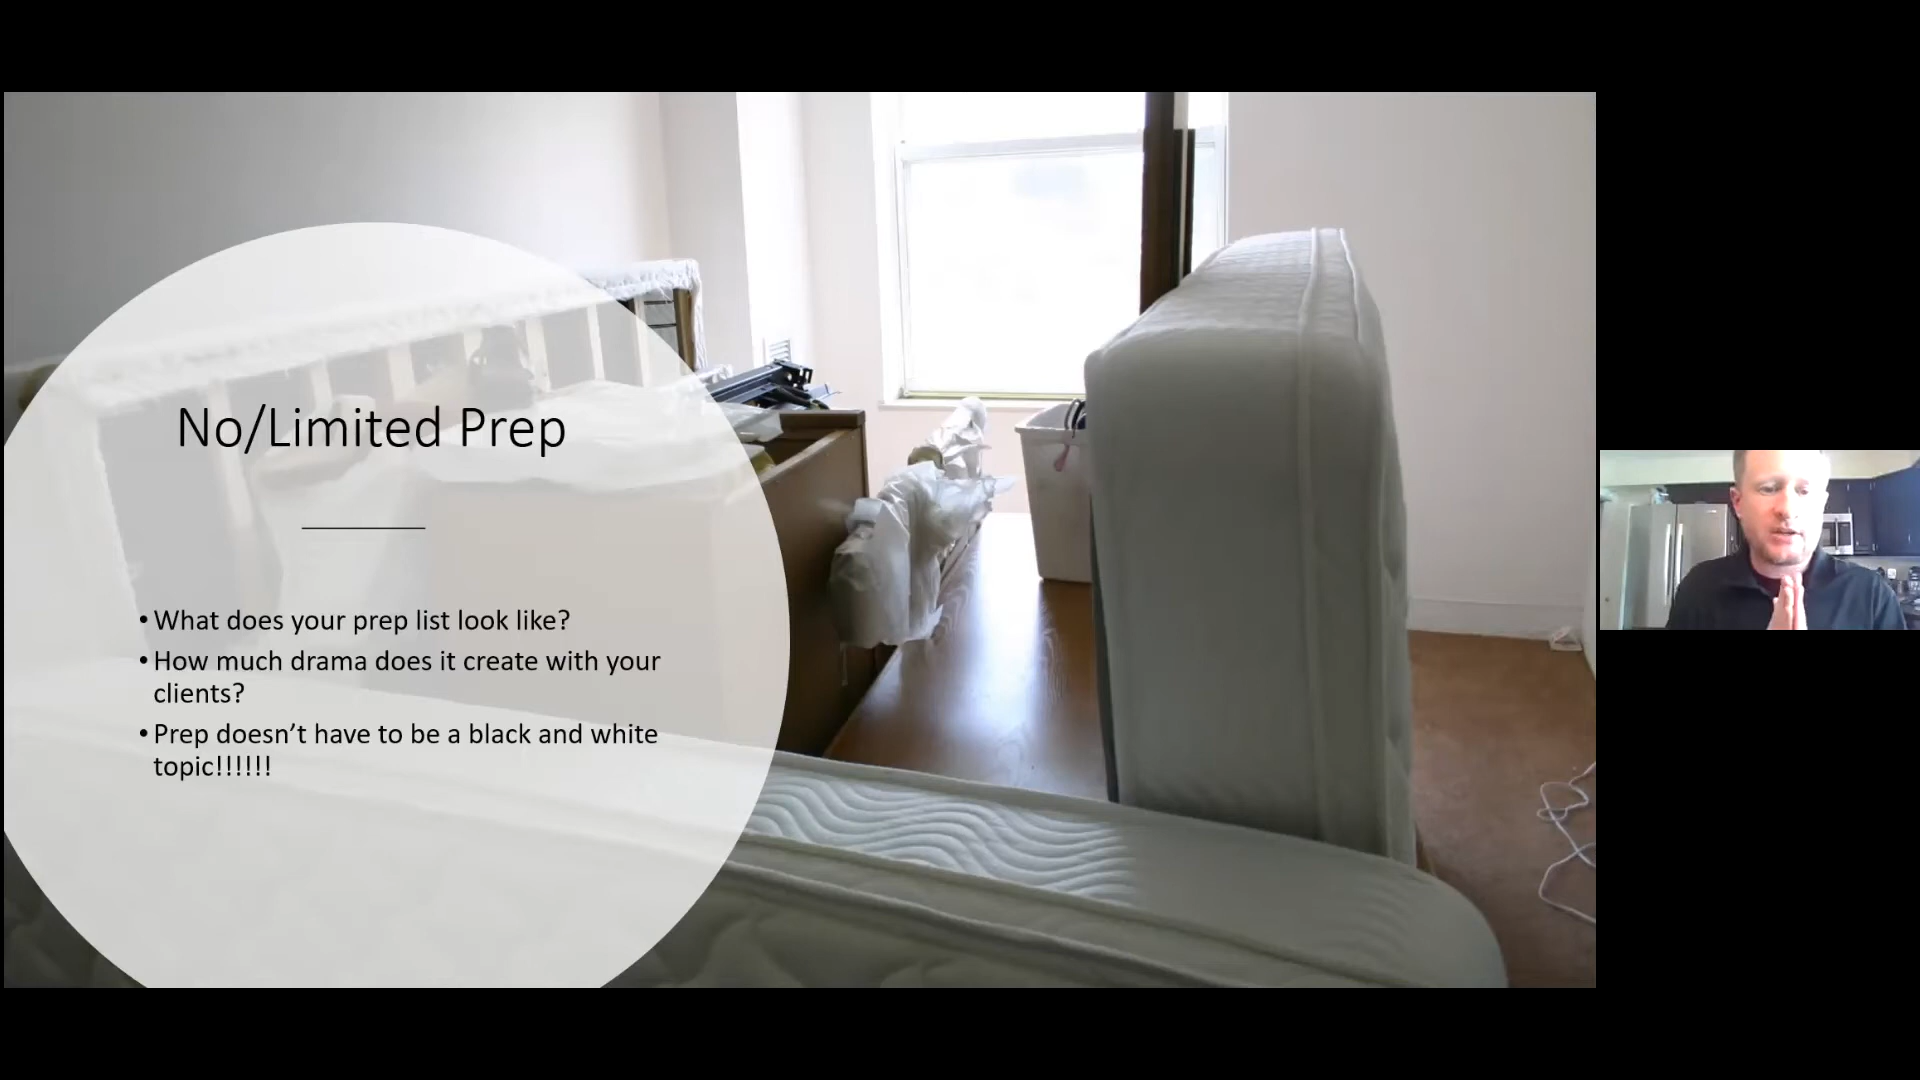 No/Limited Prep
• What does your prep list look like?
• How much drama does it create with your
clients?
• Prep doesn’t have to be a black and white
topic!!!!!!